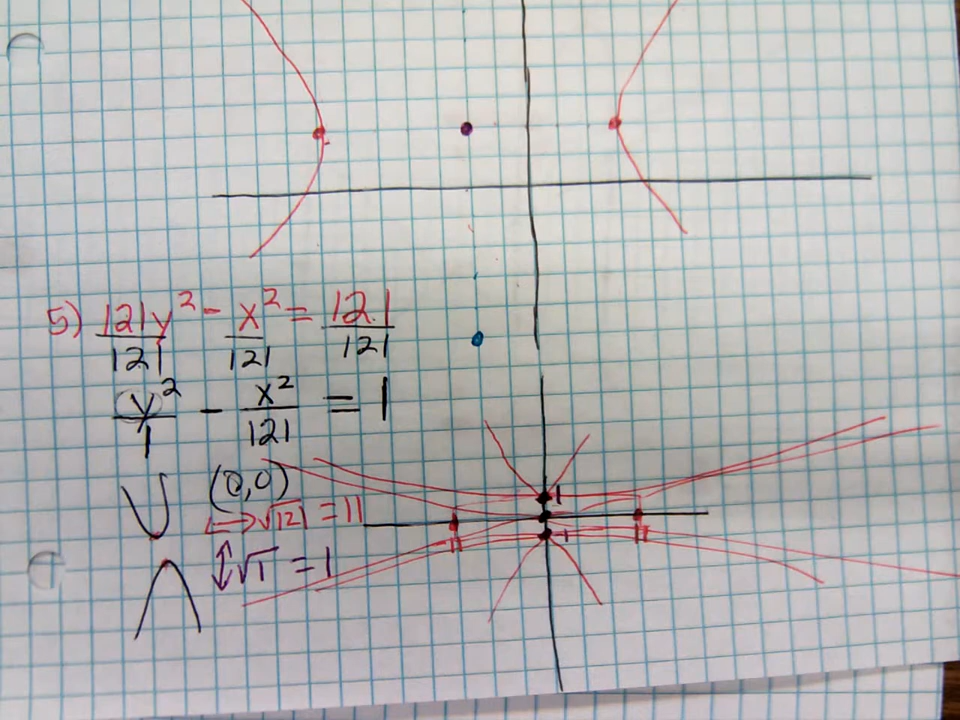 5) 121y² - x² = 121
121 121 121
y² - x² = 1
1 121
(0,0)
↔ √121 = 11
↕ √1 = 1
1
11 11
-1